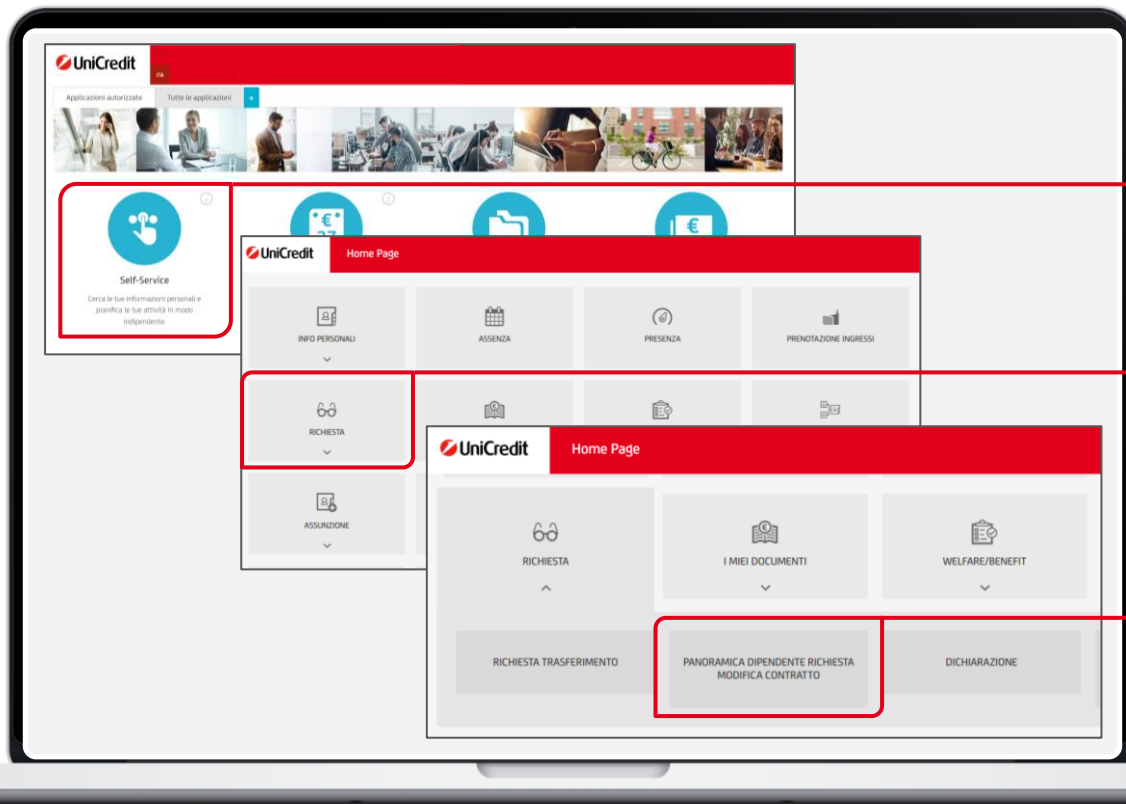 UniCredit
ITA
Applicazioni autorizzate
Tutte le applicazioni
+
€
27
€
Self-Service
Cerca le tue informazioni personali e
pianifica le tue attività in modo
indipendente.
UniCredit
Home Page
INFO PERSONALI
ASSENZA
PRESENZA
PRENOTAZIONE INGRESSI
RICHIESTA
ASSUNZIONE
UniCredit
Home Page
RICHIESTA
I MIEI DOCUMENTI
WELFARE/BENEFIT
RICHIESTA TRASFERIMENTO
PANORAMICA DIPENDENTE RICHIESTA
MODIFICA CONTRATTO
DICHIARAZIONE